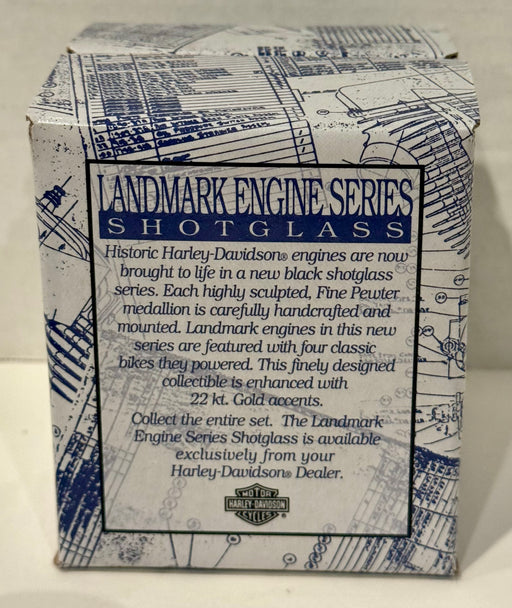 LANDMARK ENGINE SERIES
SHOTGLASS
Historic Harley-Davidson® engines are now
brought to life in a new black shotglass
series. Each highly sculpted, Fine Pewter
medallion is carefully handcrafted and
mounted. Landmark engines in this new
series are featured with four classic
bikes they powered. This finely designed
collectible is enhanced with
22 kt. Gold accents.
Collect the entire set. The Landmark
Engine Series Shotglass is available
exclusively from your
Harley-Davidson® Dealer.
MOTOR
HARLEY-DAVIDSON
CYCLES ®